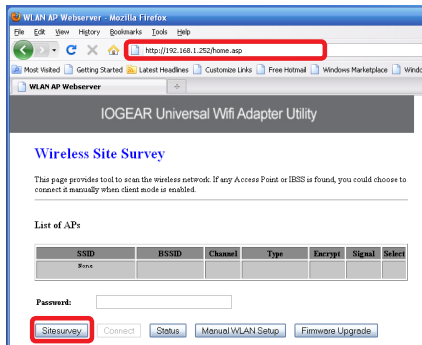 WLAN AP Webserver - Mozilla Firefox
File Edit View History Bookmarks Tools Help
http://192.168.1.252/home.asp
Most Visited Getting Started Latest Headlines Customize Links Free Hotmail Windows Marketplace Windo
WLAN AP Webserver
IOGEAR Universal Wifi Adapter Utility
Wireless Site Survey
This page provides tool to scan the wireless network. If any Access Point or IBSS is found, you could choose to
connect it manually when client mode is enabled.
List of APs
SSID BSSID Channel Type Encrypt Signal Select
None
Password:
Sitesurvey Connect Status Manual WLAN Setup Firmware Upgrade